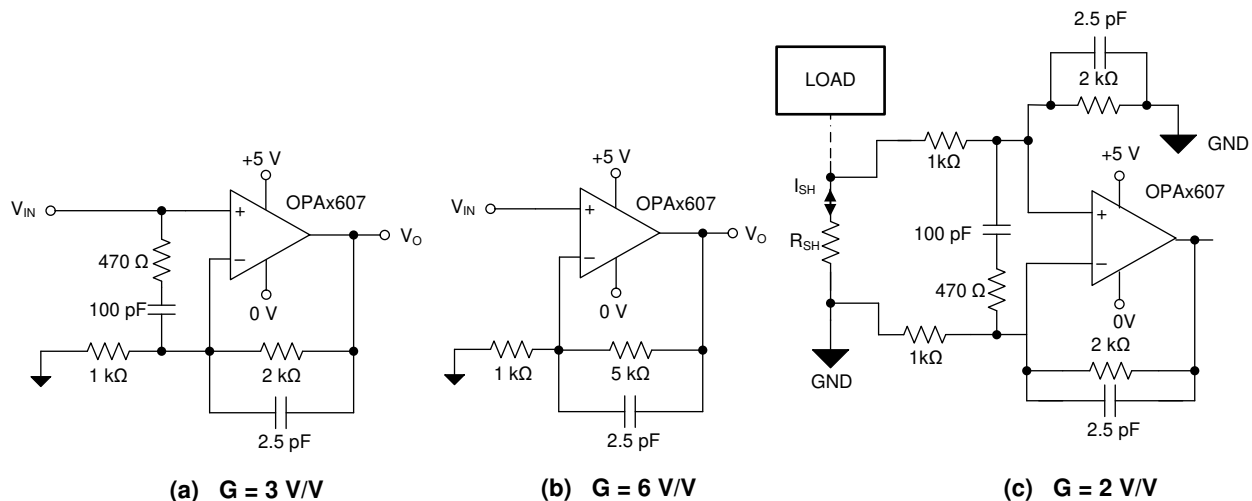 +5 V
OPAx607
V_IN
+
−
V_O
470 Ω
100 pF
0 V
1 kΩ
2 kΩ
2.5 pF
(a) G = 3 V/V
+5 V
OPAx607
V_IN
+
−
V_O
0 V
1 kΩ
5 kΩ
2.5 pF
(b) G = 6 V/V
2.5 pF
2 kΩ
GND
LOAD
1kΩ
+5 V
OPAx607
I_SH
+
−
100 pF
R_SH
470 Ω
0V
1kΩ
2 kΩ
GND
2.5 pF
(c) G = 2 V/V